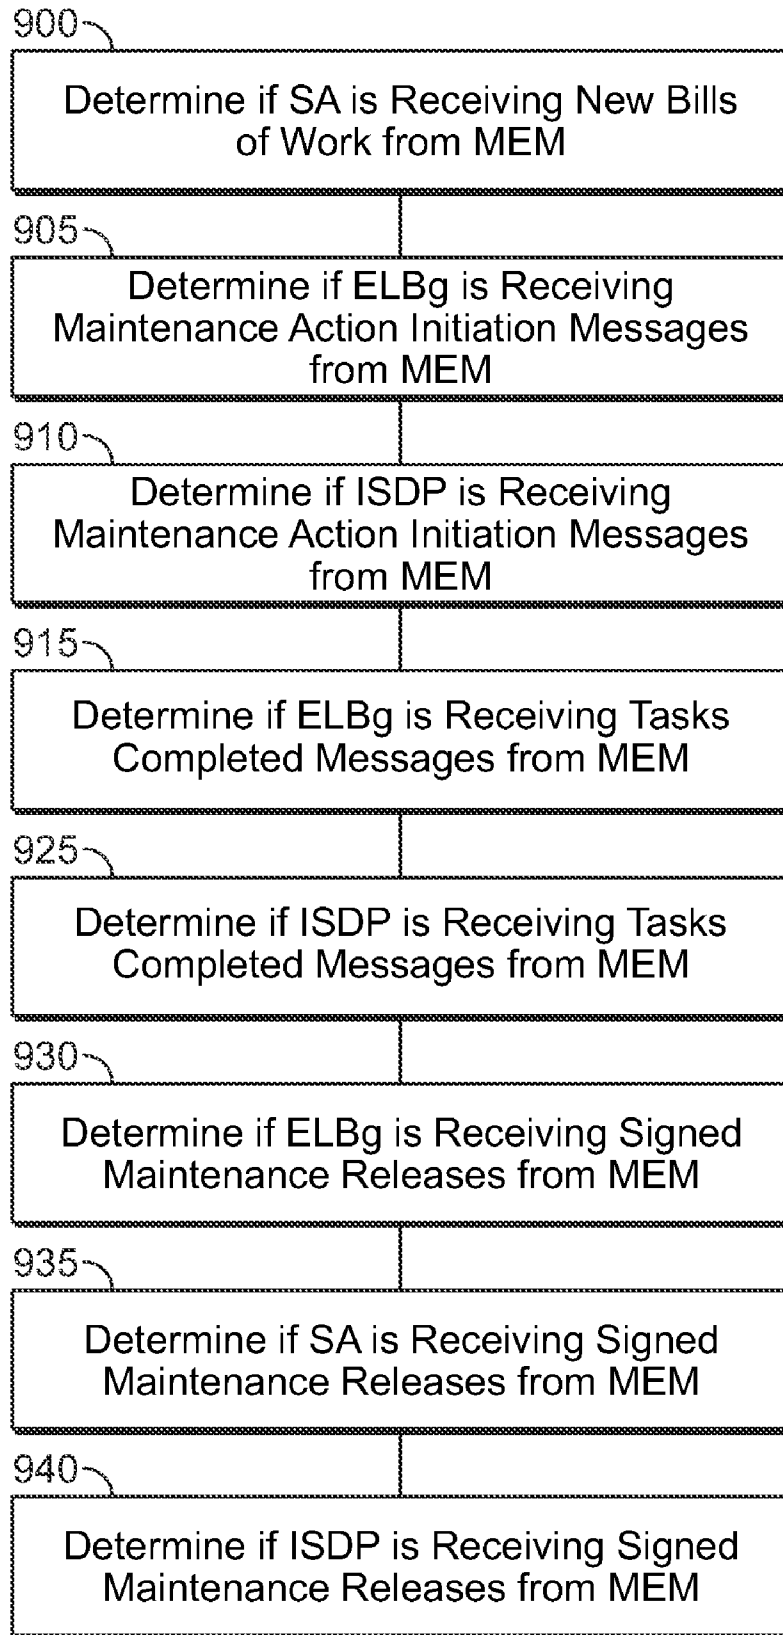 900
Determine if SA is Receiving New Bills
of Work from MEM
905
Determine if ELBg is Receiving
Maintenance Action Initiation Messages
from MEM
910
Determine if ISDP is Receiving
Maintenance Action Initiation Messages
from MEM
915
Determine if ELBg is Receiving Tasks
Completed Messages from MEM
925
Determine if ISDP is Receiving Tasks
Completed Messages from MEM
930
Determine if ELBg is Receiving Signed
Maintenance Releases from MEM
935
Determine if SA is Receiving Signed
Maintenance Releases from MEM
940
Determine if ISDP is Receiving Signed
Maintenance Releases from MEM